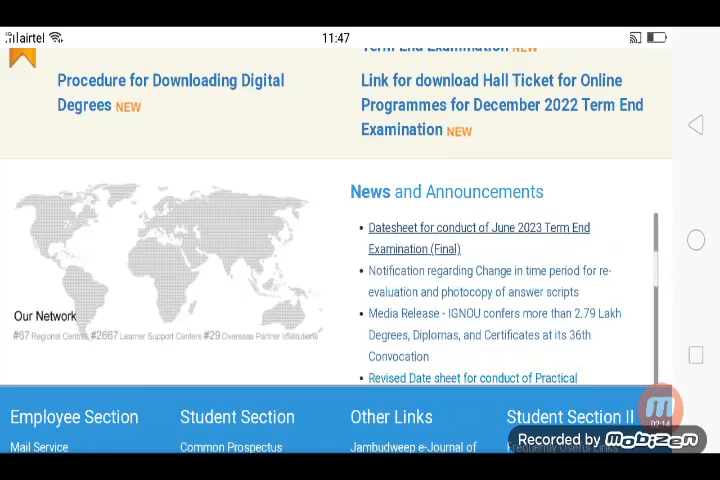 airtel
11:47
Term End Examination NEW
Procedure for Downloading Digital
Degrees NEW
Link for download Hall Ticket for Online
Programmes for December 2022 Term End
Examination NEW
News and Announcements
• Datesheet for conduct of June 2023 Term End
Examination (Final)
• Notification regarding Change in time period for re-
evaluation and photocopy of answer scripts
• Media Release - IGNOU confers more than 2.79 Lakh
Degrees, Diplomas, and Certificates at its 36th
Convocation
• Revised Date sheet for conduct of Practical
Our Network
#67 Regional Centres #2667 Learner Support Centers #29 Overseas Partner Institutions
Employee Section
Student Section
Other Links
Student Section II
Mail Service
Common Prospectus
Jambudweep e-Journal of
Frequently Useful Links
02:14
Recorded by Mobizen